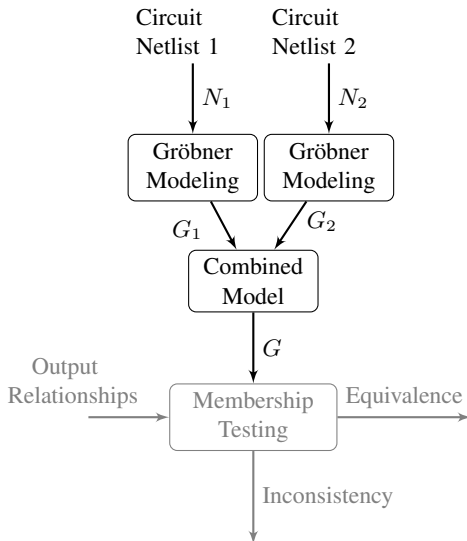 Circuit
Netlist 1
Circuit
Netlist 2
N1
N2
Gröbner
Modeling
Gröbner
Modeling
G1
G2
Combined
Model
G
Output
Relationships
Membership
Testing
Equivalence
Inconsistency